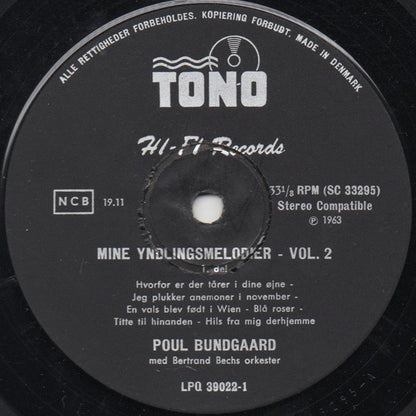 ALLE RETTIGHEDER FORBEHOLDES. KOPIERING FORBUDT. MADE IN DENMARK.
TONO
HI-FI Records
NCB 19.11
33 1/3 RPM (SC 33295)
Stereo Compatible
℗ 1963
MINE YNDLINGSMELODIER - VOL. 2
1. del
Hvorfor er der tårer i dine øjne -
Jeg plukker anemoner i november -
En vals blev født i Wien - Blå roser -
Titte til hinanden - Hils fra mig derhjemme
POUL BUNDGAARD
med Bertrand Bechs orkester
LPQ 39022-1